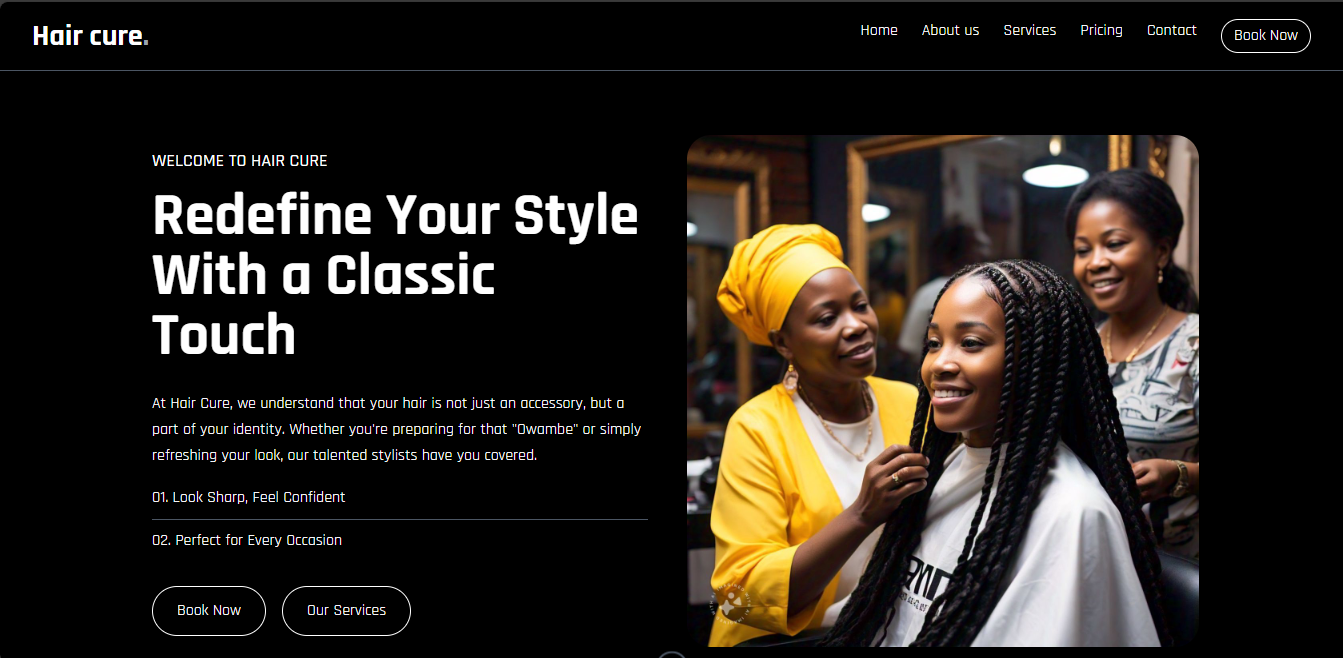 Hair cure.
Home About us Services Pricing Contact Book Now
WELCOME TO HAIR CURE
Redefine Your Style
With a Classic
Touch
At Hair Cure, we understand that your hair is not just an accessory, but a
part of your identity. Whether you're preparing for that "Owambe" or simply
refreshing your look, our talented stylists have you covered.
01. Look Sharp, Feel Confident
02. Perfect for Every Occasion
Book Now Our Services